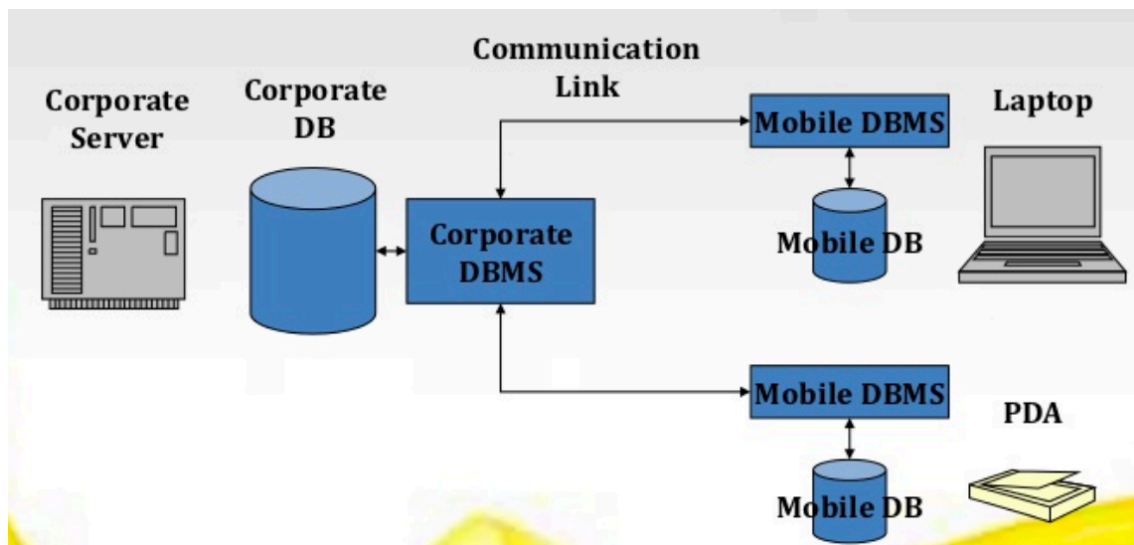 Communication
Link
Corporate
Server
Corporate
DB
Mobile DBMS
Laptop
Corporate
DBMS
Mobile DB
Mobile DBMS
PDA
Mobile DB